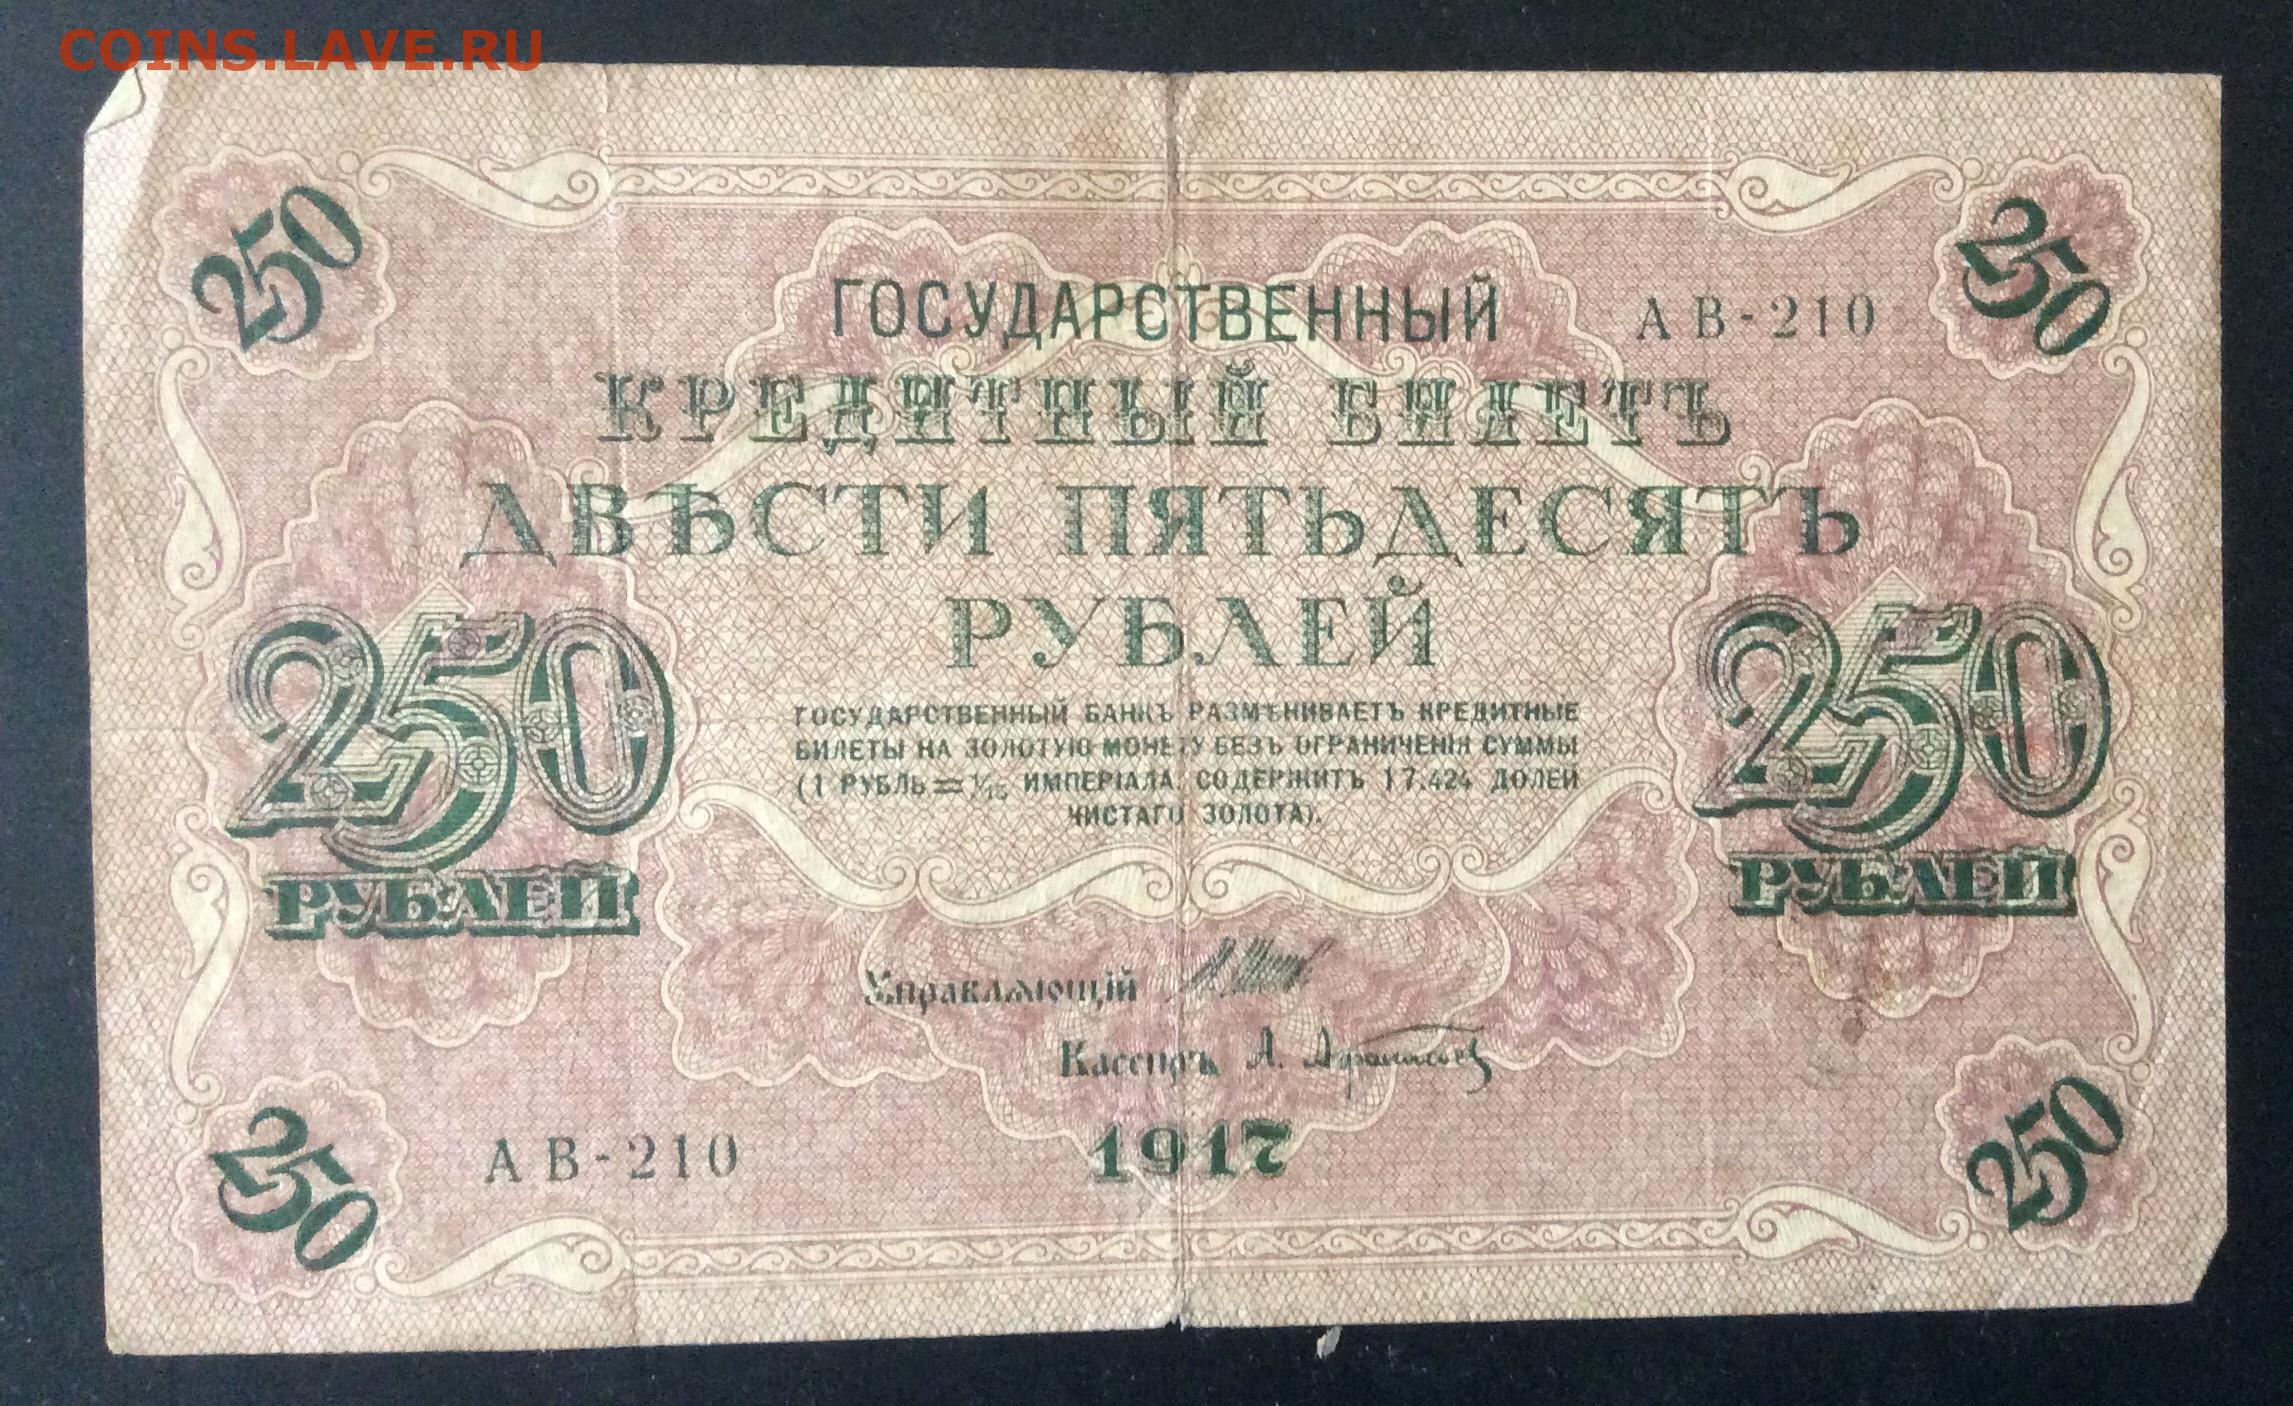 COINS.LAVE.RU
250
250
ГОСУДАРСТВЕННЫЙ
АВ-210
КРЕДИТНЫЙ БИЛЕТЪ
ДВѢСТИ ПЯТЬДЕСЯТЪ
РУБЛЕЙ
250
РУБЛЕЙ
250
РУБЛЕЙ
ГОСУДАРСТВЕННЫЙ БАНКЪ РАЗМѢНИВАЕТЪ КРЕДИТНЫЕ
БИЛЕТЫ НА ЗОЛОТУЮ МОНЕТУ БЕЗЪ ОГРАНИЧЕНІЯ СУММЫ
(1 РУБЛЬ = 1/15 ИМПЕРІАЛА, СОДЕРЖИТЪ 17,424 ДОЛЕЙ
ЧИСТАГО ЗОЛОТА).
Управляющій
Кассиръ А. Афанасьев
АВ-210
1917
250
250